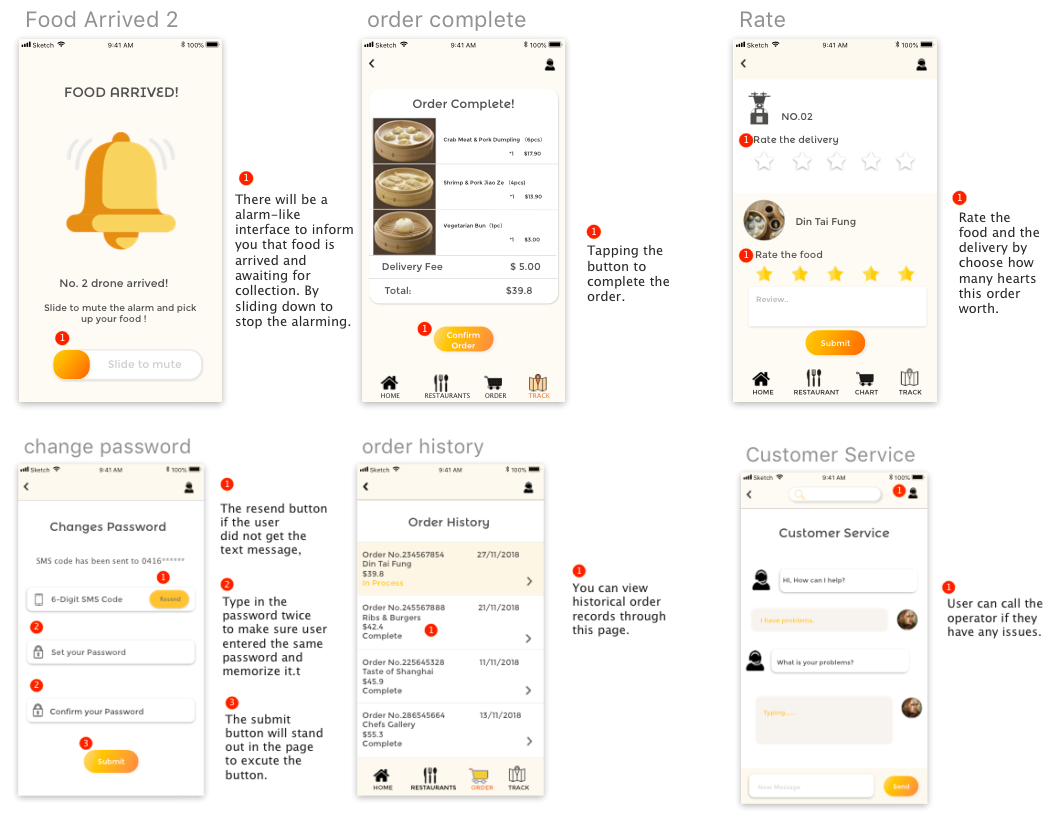 Food Arrived 2
Sketch 9:41 AM 100%
FOOD ARRIVED!
No. 2 drone arrived!
Slide to mute the alarm and pick
up your food !
1
Slide to mute
1
There will be a
alarm-like
interface to inform
you that food is
arrived and
awaiting for
collection. By
sliding down to
stop the alarming.
order complete
Sketch 9:41 AM 100%
Order Complete!
Crab Meat & Pork Dumpling (6pcs)
*1 $17.90
Shrimp & Pork Jiao Ze (4pcs)
*1 $13.90
Vegetarian Bun (1pc)
*1 $3.00
Delivery Fee $ 5.00
Total: $39.8
1
Confirm
Order
HOME RESTAURANTS ORDER TRACK
1
Tapping the
button to
complete the
order.
Rate
Sketch 9:41 AM 100%
NO.02
1 Rate the delivery
Din Tai Fung
1 Rate the food
Review..
Submit
HOME RESTAURANT CHART TRACK
1
Rate the
food and the
delivery by
choose how
many hearts
this order
worth.
change password
Sketch 9:41 AM 100%
Changes Password
SMS code has been sent to 0416******
1
6-Digit SMS Code Resend
2
Set your Password
2
Confirm your Password
3
Submit
1
The resend button
if the user
did not get the
text message,
2
Type in the
password twice
to make sure user
entered the same
password and
memorize it.t
3
The submit
button will stand
out in the page
to excute the
button.
order history
Sketch 9:41 AM 100%
Order History
Order No.234567854 27/11/2018
Din Tai Fung
$39.8
In Process
Order No.245567888 21/11/2018
Ribs & Burgers
$42.4 1
Complete
Order No.225645328 11/11/2018
Taste of Shanghai
$45.9
Complete
Order No.286545664 13/11/2018
Chefs Gallery
$55.3
Complete
HOME RESTAURANTS ORDER TRACK
1
You can view
historical order
records through
this page.
Customer Service
Sketch 9:41 AM 100%
1
Customer Service
Hi, How can I help?
I have problems.
What is your problems?
Typing.....
New Message Send
1
User can call the
operator if they
have any issues.